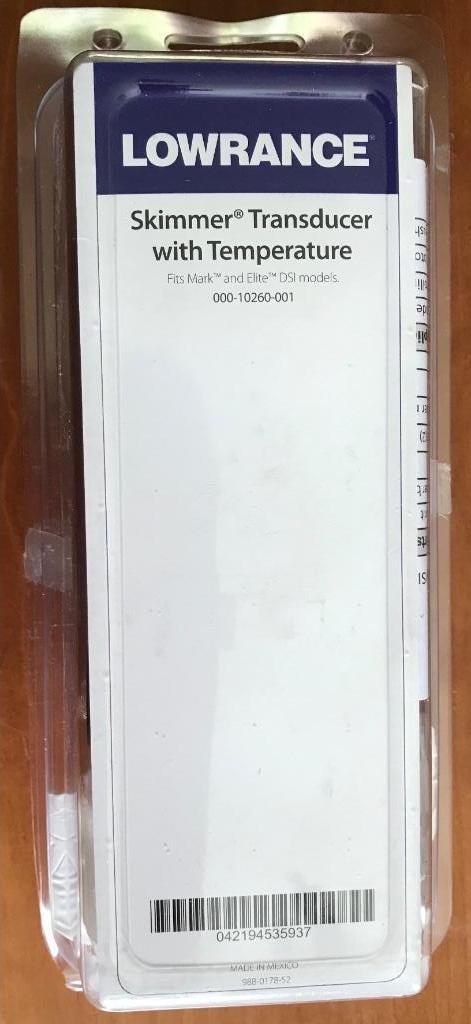 LOWRANCE
Skimmer® Transducer
with Temperature
Fits Mark™ and Elite™ DSI models.
000-10260-001
042194535937
MADE IN MEXICO
988-0178-52